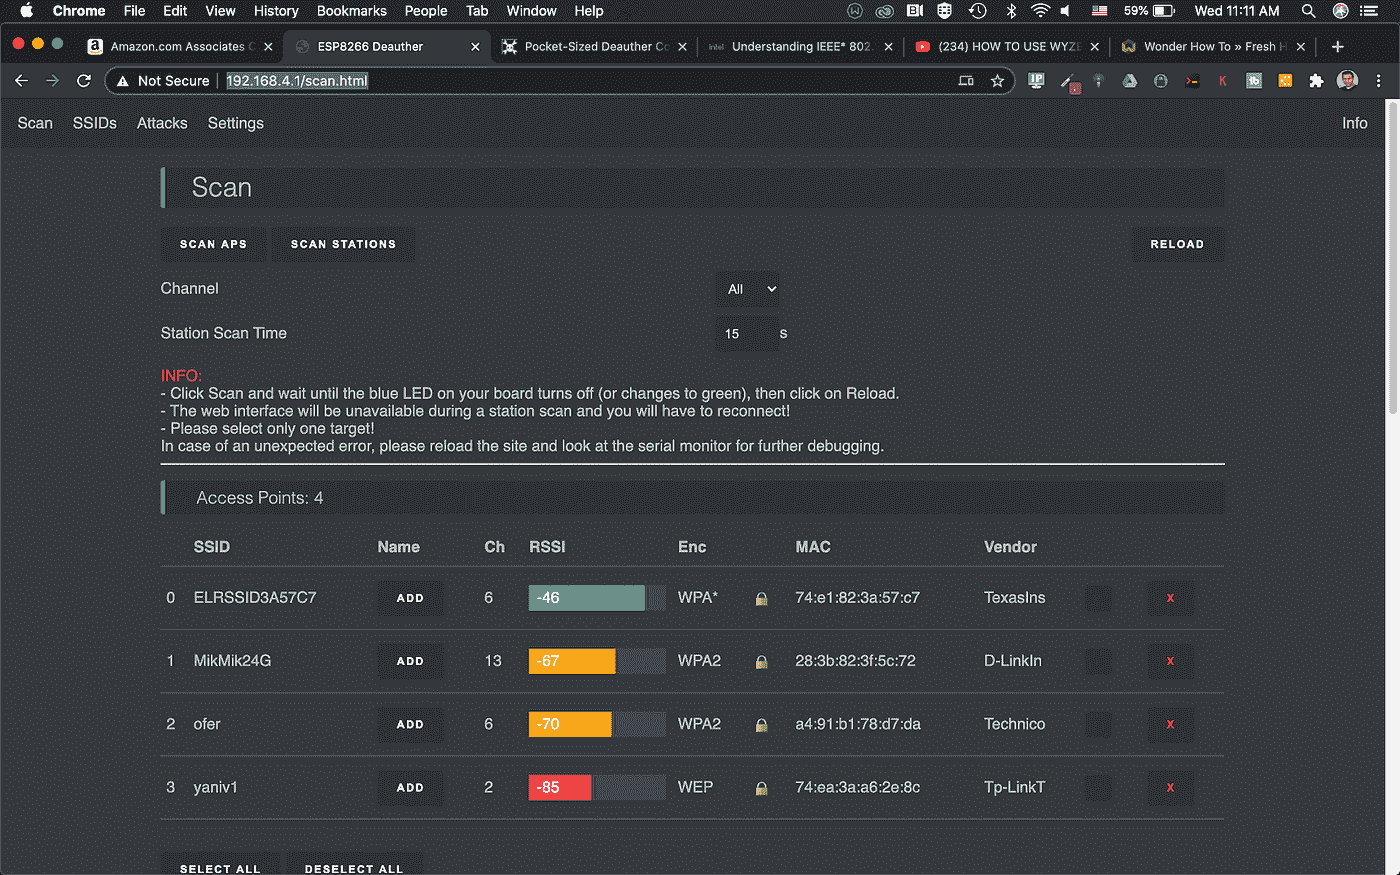 Chrome File Edit View History Bookmarks People Tab Window Help 59% Wed 11:11 AM
Amazon.com Associates C ESP8266 Deauther Pocket-Sized Deauther Co Understanding IEEE* 802. (234) HOW TO USE WYZE Wonder How To » Fresh H
Not Secure 192.168.4.1/scan.html
Scan SSIDs Attacks Settings Info
Scan
SCAN APS SCAN STATIONS RELOAD
Channel All
Station Scan Time 15 s
INFO:
- Click Scan and wait until the blue LED on your board turns off (or changes to green), then click on Reload.
- The web interface will be unavailable during a station scan and you will have to reconnect!
- Please select only one target!
In case of an unexpected error, please reload the site and look at the serial monitor for further debugging.
Access Points: 4
SSID Name Ch RSSI Enc MAC Vendor
0 ELRSSID3A57C7 ADD 6 -46 WPA* 74:e1:82:3a:57:c7 TexasIns X
1 MikMik24G ADD 13 -67 WPA2 28:3b:82:3f:5c:72 D-LinkIn X
2 ofer ADD 6 -70 WPA2 a4:91:b1:78:d7:da Technico X
3 yaniv1 ADD 2 -85 WEP 74:ea:3a:a6:2e:8c Tp-LinkT X
SELECT ALL DESELECT ALL